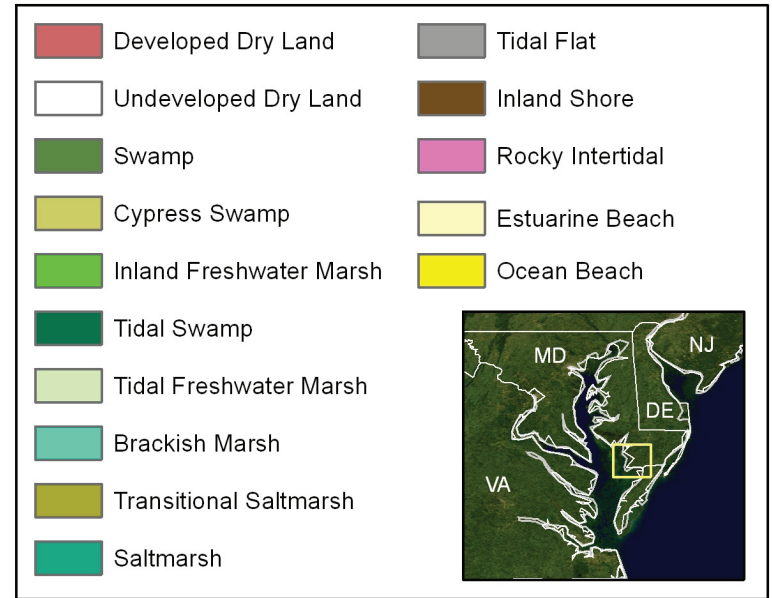 Developed Dry Land
Undeveloped Dry Land
Swamp
Cypress Swamp
Inland Freshwater Marsh
Tidal Swamp
Tidal Freshwater Marsh
Brackish Marsh
Transitional Saltmarsh
Saltmarsh
Tidal Flat
Inland Shore
Rocky Intertidal
Estuarine Beach
Ocean Beach
MD
NJ
DE
VA